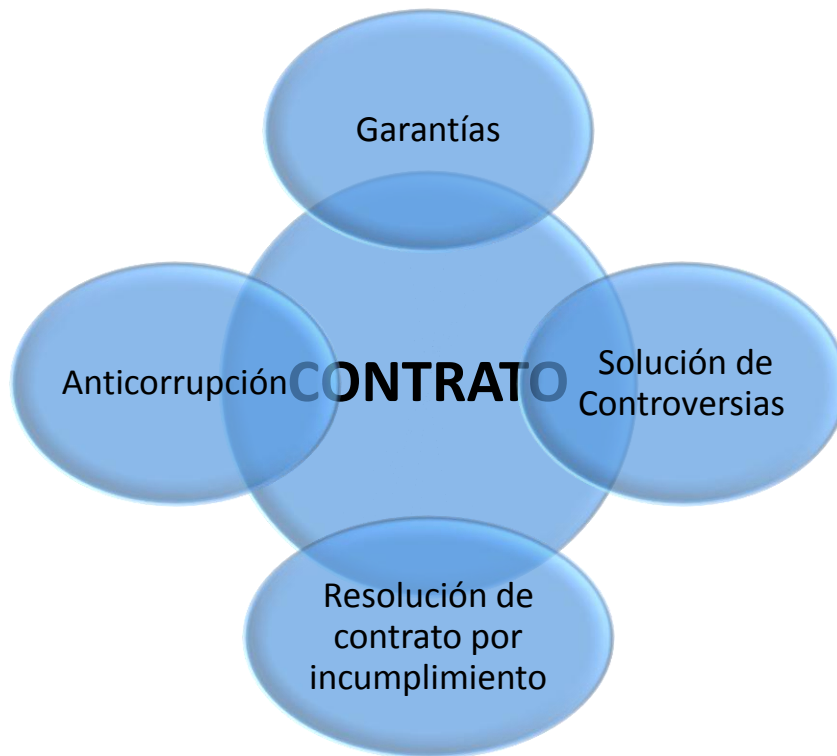 Garantías
Anticorrupción
CONTRATO
Solución de
Controversias
Resolución de
contrato por
incumplimiento